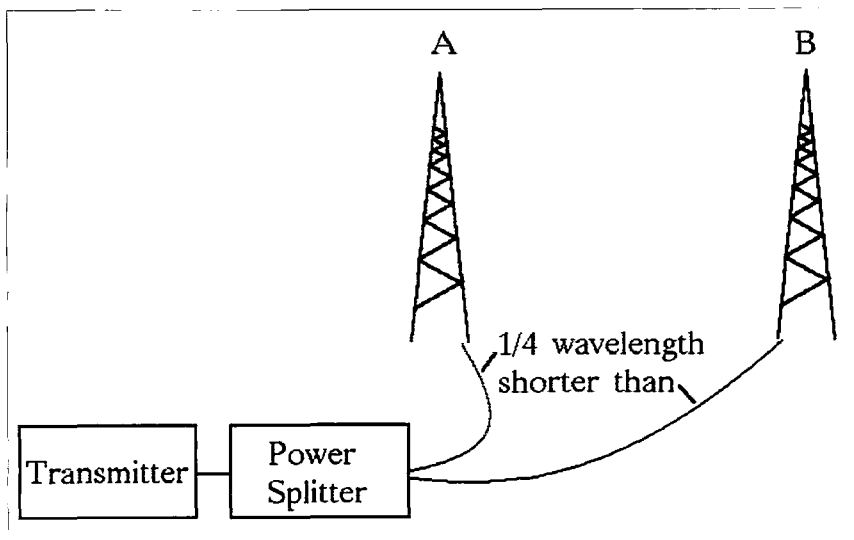 A
B
1/4 wavelength
shorter than
Transmitter
Power
Splitter